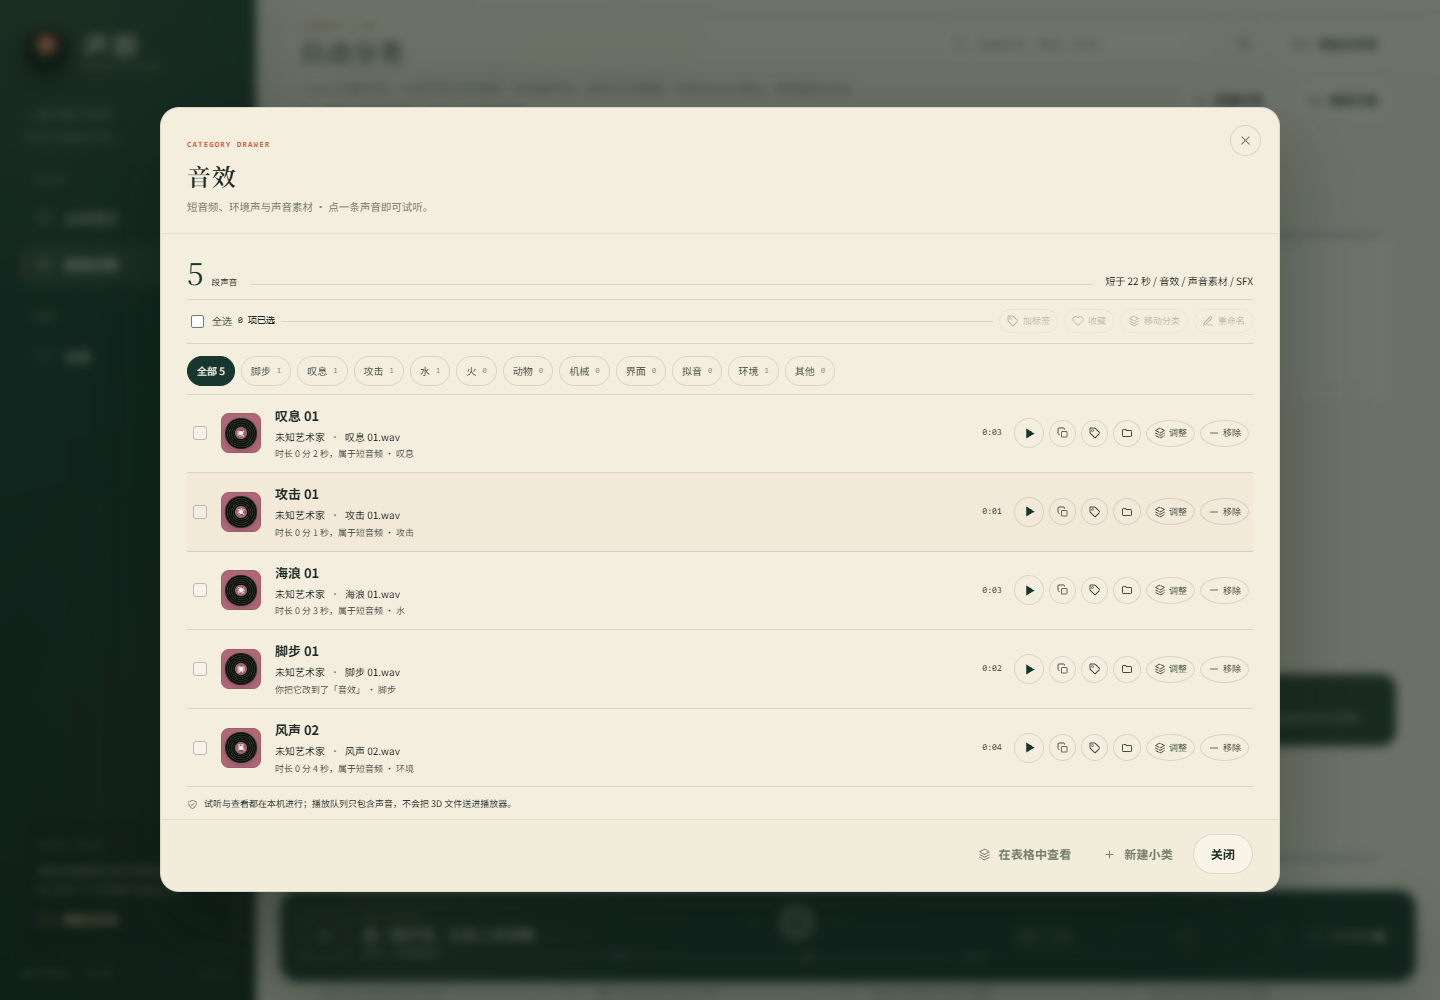 CATEGORY DRAWER
音效
短音频、环境声与声音素材 · 点一条声音即可试听。
5 段声音 短于 22 秒 / 音效 / 声音素材 / SFX
全选 0 项已选 加标签 收藏 移动分类 重命名
全部 5 脚步 1 叹息 1 攻击 1 水 1 火 0 动物 0 机械 0 界面 0 拟音 0 环境 1 其他 0
叹息 01
未知艺术家 · 叹息 01.wav
时长 0 分 2 秒，属于短音频 · 叹息
0:03 调整 移除
攻击 01
未知艺术家 · 攻击 01.wav
时长 0 分 1 秒，属于短音频 · 攻击
0:01 调整 移除
海浪 01
未知艺术家 · 海浪 01.wav
时长 0 分 3 秒，属于短音频 · 水
0:03 调整 移除
脚步 01
未知艺术家 · 脚步 01.wav
你把它改到了「音效」 · 脚步
0:02 调整 移除
风声 02
未知艺术家 · 风声 02.wav
时长 0 分 4 秒，属于短音频 · 环境
0:04 调整 移除
试听与查看都在本机进行；播放队列只包含声音，不会把 3D 文件送进播放器。
在表格中查看 新建小类 关闭